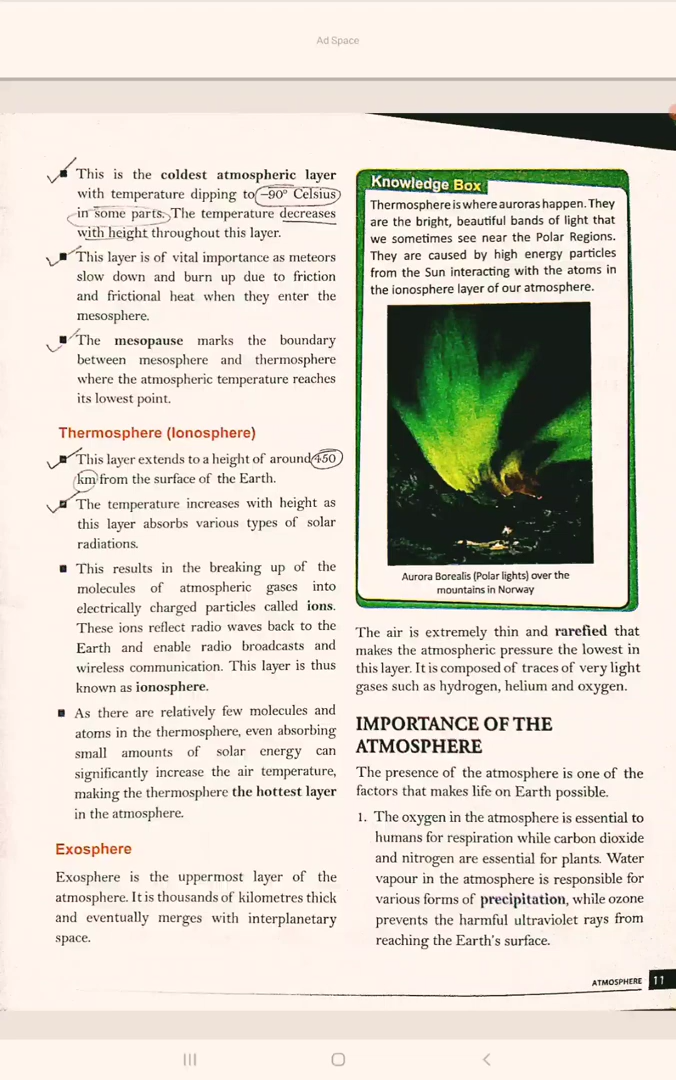 Ad Space
This is the coldest atmospheric layer
with temperature dipping to –90° Celsius
in some parts. The temperature decreases
with height throughout this layer.
This layer is of vital importance as meteors
slow down and burn up due to friction
and frictional heat when they enter the
mesosphere.
The mesopause marks the boundary
between mesosphere and thermosphere
where the atmospheric temperature reaches
its lowest point.
Thermosphere (Ionosphere)
This layer extends to a height of around 450
km from the surface of the Earth.
The temperature increases with height as
this layer absorbs various types of solar
radiations.
This results in the breaking up of the
molecules of atmospheric gases into
electrically charged particles called ions.
These ions reflect radio waves back to the
Earth and enable radio broadcasts and
wireless communication. This layer is thus
known as ionosphere.
As there are relatively few molecules and
atoms in the thermosphere, even absorbing
small amounts of solar energy can
significantly increase the air temperature,
making the thermosphere the hottest layer
in the atmosphere.
Exosphere
Exosphere is the uppermost layer of the
atmosphere. It is thousands of kilometres thick
and eventually merges with interplanetary
space.
Knowledge Box
Thermosphere is where auroras happen. They
are the bright, beautiful bands of light that
we sometimes see near the Polar Regions.
They are caused by high energy particles
from the Sun interacting with the atoms in
the ionosphere layer of our atmosphere.
Aurora Borealis (Polar lights) over the
mountains in Norway
The air is extremely thin and rarefied that
makes the atmospheric pressure the lowest in
this layer. It is composed of traces of very light
gases such as hydrogen, helium and oxygen.
IMPORTANCE OF THE
ATMOSPHERE
The presence of the atmosphere is one of the
factors that makes life on Earth possible.
1. The oxygen in the atmosphere is essential to
humans for respiration while carbon dioxide
and nitrogen are essential for plants. Water
vapour in the atmosphere is responsible for
various forms of precipitation, while ozone
prevents the harmful ultraviolet rays from
reaching the Earth's surface.
ATMOSPHERE 11